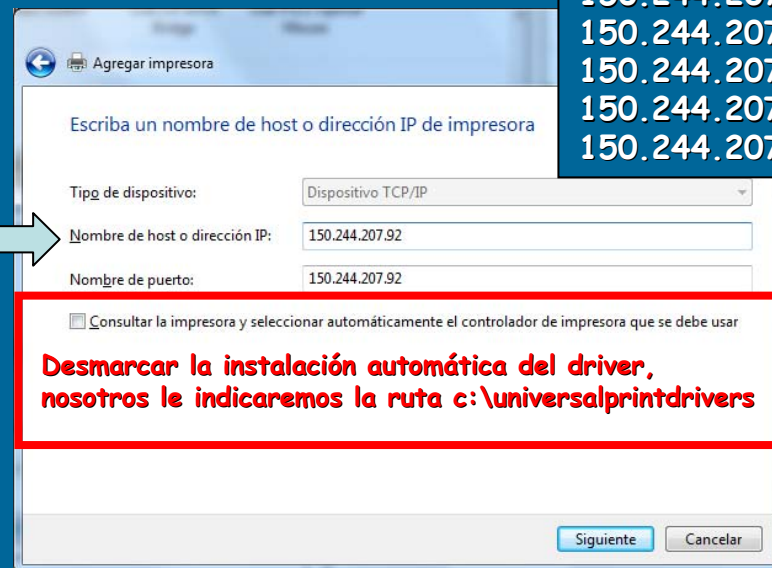 150.244.207
150.244.207
150.244.207
150.244.207
Agregar impresora
Escriba un nombre de host o dirección IP de impresora
Tipo de dispositivo: Dispositivo TCP/IP
Nombre de host o dirección IP: 150.244.207.92
Nombre de puerto: 150.244.207.92
Consultar la impresora y seleccionar automáticamente el controlador de impresora que se debe usar
Desmarcar la instalación automática del driver,
nosotros le indicaremos la ruta c:\universalprintdrivers
Siguiente Cancelar